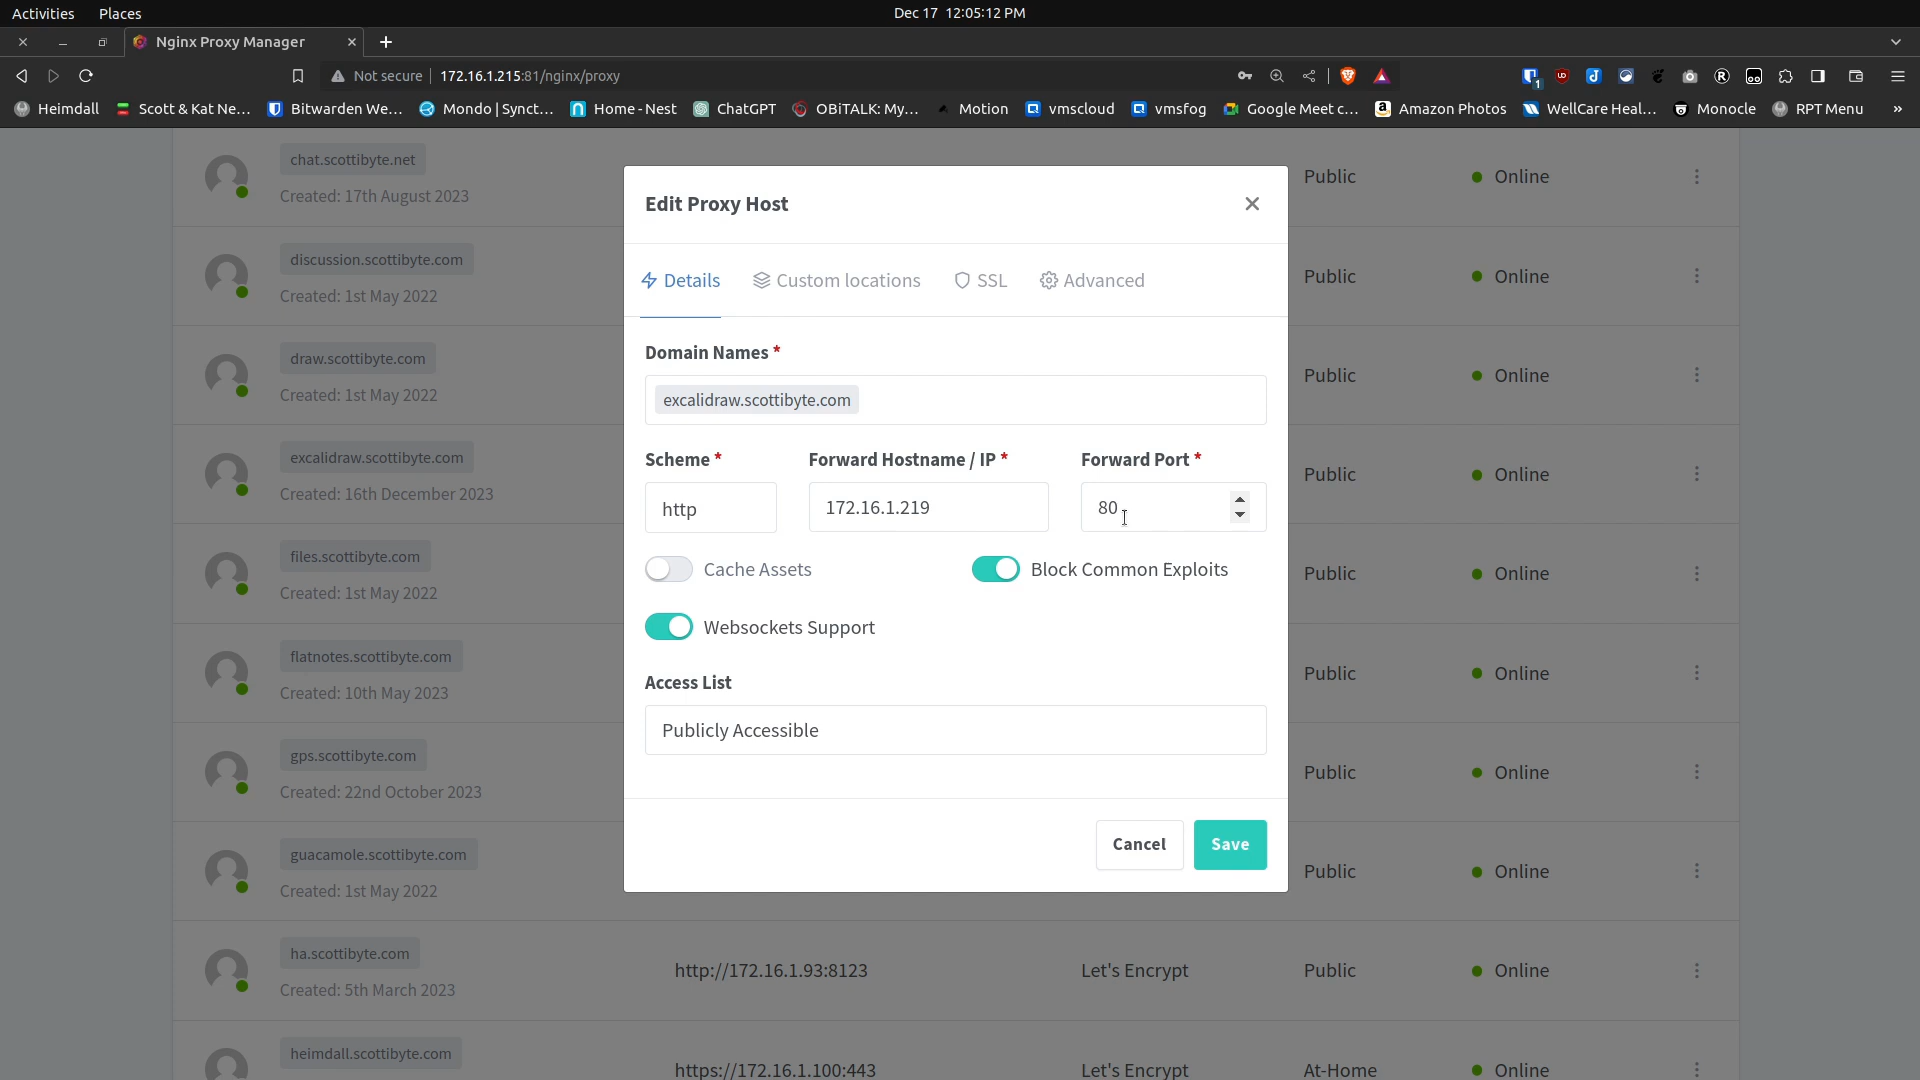 Activities Places Dec 17 12:05:12 PM
Nginx Proxy Manager
Not secure 172.16.1.215:81/nginx/proxy
Heimdall Scott & Kat Ne... Bitwarden We... Mondo | Synct... Home - Nest ChatGPT OBiTALK: My... Motion vmscloud vmsfog Google Meet c... Amazon Photos WellCare Heal... Monocle RPT Menu »
chat.scottibyte.net
Created: 17th August 2023
Public Online
discussion.scottibyte.com
Created: 1st May 2022
Public Online
draw.scottibyte.com
Created: 1st May 2022
Public Online
excalidraw.scottibyte.com
Created: 16th December 2023
Public Online
files.scottibyte.com
Created: 1st May 2022
Public Online
flatnotes.scottibyte.com
Created: 10th May 2023
Public Online
gps.scottibyte.com
Created: 22nd October 2023
Public Online
guacamole.scottibyte.com
Created: 1st May 2022
Public Online
ha.scottibyte.com
Created: 5th March 2023
http://172.16.1.93:8123 Let's Encrypt Public Online
heimdall.scottibyte.com
https://172.16.1.100:443 Let's Encrypt At-Home Online
Edit Proxy Host
Details Custom locations SSL Advanced
Domain Names *
excalidraw.scottibyte.com
Scheme * Forward Hostname / IP * Forward Port *
http 172.16.1.219 80
Cache Assets Block Common Exploits
Websockets Support
Access List
Publicly Accessible
Cancel Save